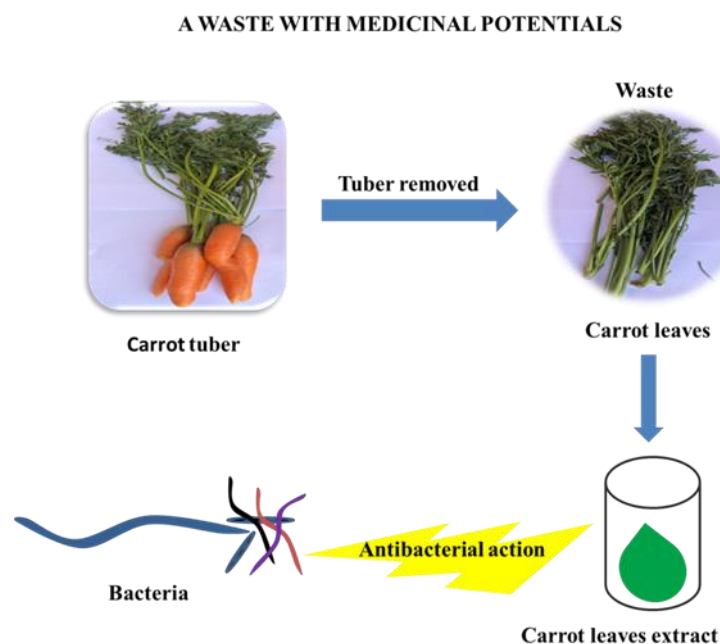 A WASTE WITH MEDICINAL POTENTIALS
Waste
Tuber removed
Carrot tuber
Carrot leaves
Antibacterial action
Bacteria
Carrot leaves extract